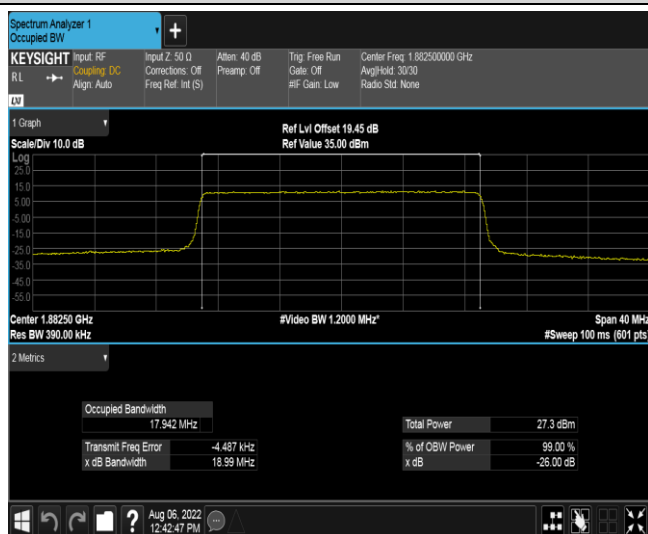 Spectrum Analyzer 1
Occupied BW
+
KEYSIGHT
R L
LXI
Input: RF
Coupling: DC
Align: Auto
Input Z: 50 Ω
Corrections: Off
Freq Ref: Int (S)
Atten: 40 dB
Preamp: Off
Trig: Free Run
Gate: Off
#IF Gain: Low
Center Freq: 1.882500000 GHz
Avg|Hold: 30/30
Radio Std: None
1 Graph
Scale/Div 10.0 dB
Ref Lvl Offset 19.45 dB
Ref Value 35.00 dBm
Log
25.0
15.0
5.00
-5.00
-15.0
-25.0
-35.0
-45.0
-55.0
Center 1.88250 GHz
Res BW 390.00 kHz
#Video BW 1.2000 MHz*
Span 40 MHz
#Sweep 100 ms (601 pts)
2 Metrics
Occupied Bandwidth
17.942 MHz
Transmit Freq Error -4.487 kHz
x dB Bandwidth 18.99 MHz
Total Power 27.3 dBm
% of OBW Power 99.00 %
x dB -26.00 dB
?
Aug 06, 2022
12:42:47 PM